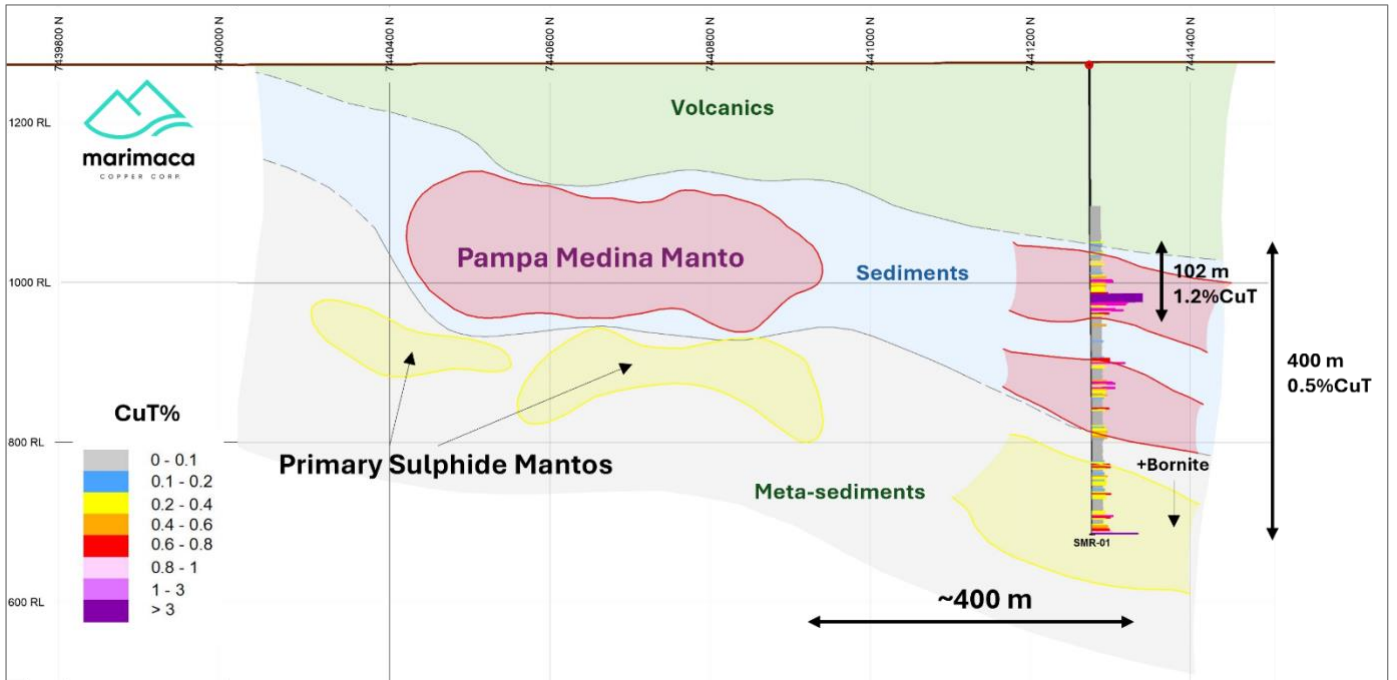 7439800 N
7440000 N
7440400 N
7440600 N
7440800 N
7441000 N
7441200 N
7441400 N
marimaca
COPPER CORP.
1200 RL
1000 RL
800 RL
600 RL
Volcanics
Pampa Medina Manto
Sediments
102 m
1.2%CuT
400 m
0.5%CuT
Primary Sulphide Mantos
+Bornite
Meta-sediments
SMR-01
~400 m
CuT%
0 - 0.1
0.1 - 0.2
0.2 - 0.4
0.4 - 0.6
0.6 - 0.8
0.8 - 1
1 - 3
> 3